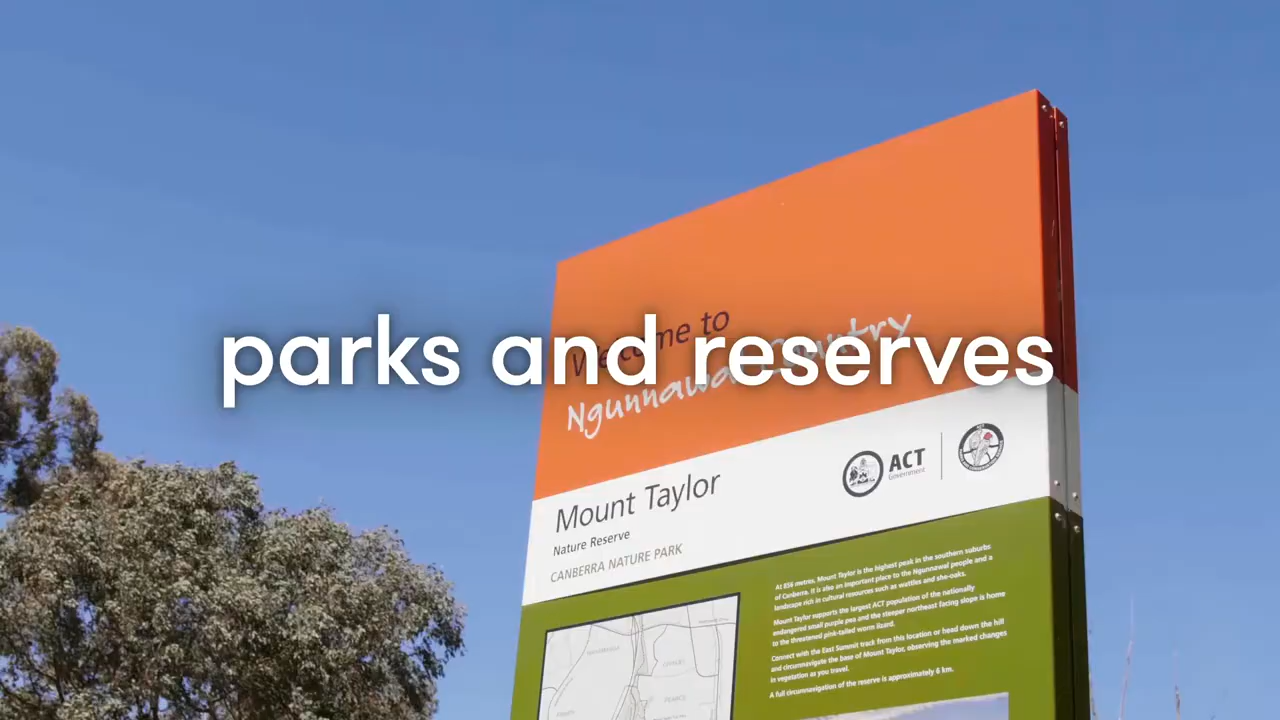 parks and reserves
Welcome to
Ngunnawal Country
Mount Taylor
Nature Reserve
CANBERRA NATURE PARK
ACT
Government
At 856 metres, Mount Taylor is the highest peak in the southern suburbs
of Canberra. It is also an important place to the Ngunnawal people and a
landscape rich in cultural resources such as wattles and she-oaks.
Mount Taylor supports the largest ACT population of the nationally
endangered small purple pea and the steeper northeast facing slope is home
to the threatened pink-tailed worm lizard.
Connect with the East Summit track from this location or head down the hill
and circumnavigate the base of Mount Taylor, observing the marked changes
in vegetation as you travel.
A full circumnavigation of the reserve is approximately 6 km.